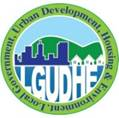 Local Government, Urban Development, Housing & Environment.
LGUDHE